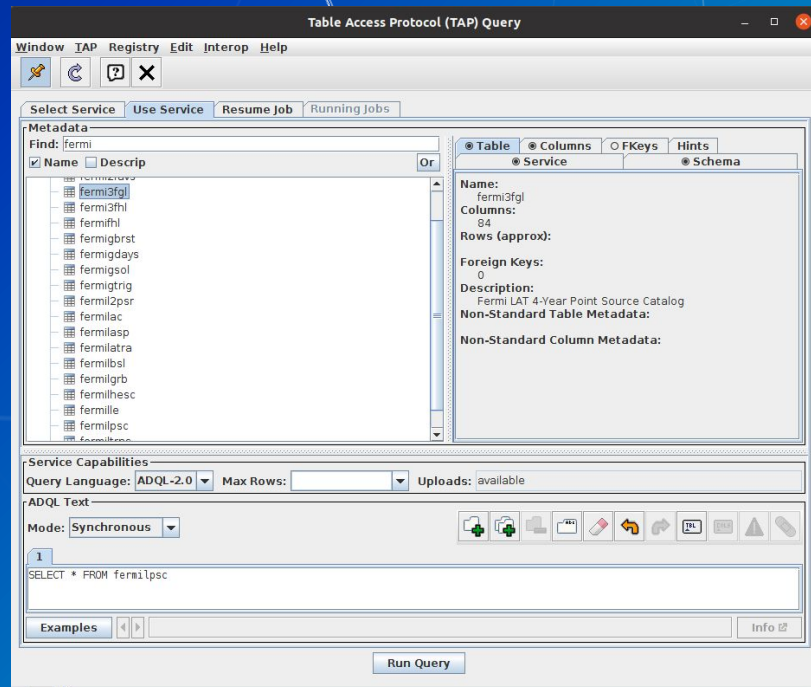 Table Access Protocol (TAP) Query
Window TAP Registry Edit Interop Help
Select Service Use Service Resume Job Running Jobs
Metadata
Find: fermi
Name Descrip Or
fermi3fgl
fermi3fhl
fermifhl
fermigbrst
fermigdays
fermigsol
fermigtrig
fermil2psr
fermilac
fermilasp
fermilatra
fermilbsl
fermilgrb
fermilhesc
fermille
fermilpsc
Table Columns FKeys Hints
Service Schema
Name:
fermi3fgl
Columns:
84
Rows (approx):
Foreign Keys:
0
Description:
Fermi LAT 4-Year Point Source Catalog
Non-Standard Table Metadata:
Non-Standard Column Metadata:
Service Capabilities
Query Language: ADQL-2.0 Max Rows: Uploads: available
ADQL Text
Mode: Synchronous
1
SELECT * FROM fermilpsc
Examples Info
Run Query